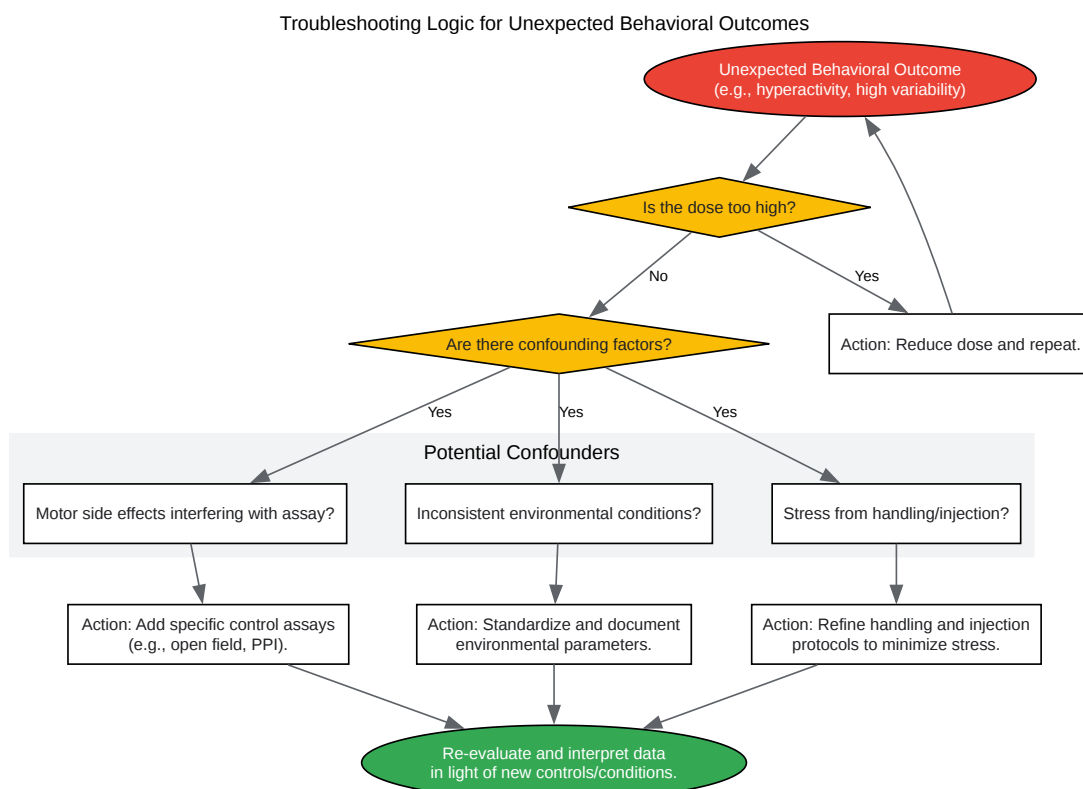 Troubleshooting Logic for Unexpected Behavioral Outcomes
Unexpected Behavioral Outcome
(e.g., hyperactivity, high variability)
Is the dose too high?
No
Yes
Are there confounding factors?
Action: Reduce dose and repeat.
Yes
Yes
Yes
Potential Confounders
Motor side effects interfering with assay?
Inconsistent environmental conditions?
Stress from handling/injection?
Action: Add specific control assays
(e.g., open field, PPI).
Action: Standardize and document
environmental parameters.
Action: Refine handling and injection
protocols to minimize stress.
Re-evaluate and interpret data
in light of new controls/conditions.